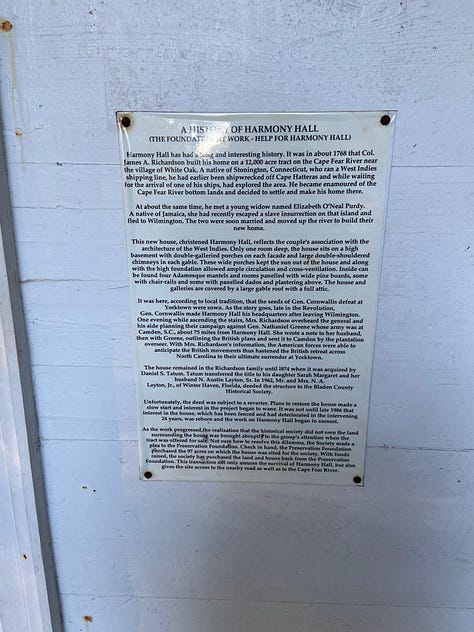 A HISTORY OF HARMONY HALL
(THE FOUNDATION AT WORK - HELP FOR HARMONY HALL)
Harmony Hall has had a long and interesting history. It was in about 1768 that Col.
James A. Richardson built his home on a 12,000 acre tract on the Cape Fear River near
the village of White Oak. A native of Stonington, Connecticut, who ran a West Indies
shipping line, he had earlier been shipwrecked off Cape Hatteras and while waiting
for the arrival of one of his ships, had explored the area. He became enamoured of the
Cape Fear River bottom lands and decided to settle and make his home there.
At about the same time, he met a young widow named Elizabeth O'Neal Purdy.
A native of Jamaica, she had recently escaped a slave insurrection on that island and
fled to Wilmington. The two were soon married and moved up the river to build their
new home.
This new house, christened Harmony Hall, reflects the couple's association with the
architecture of the West Indies. Only one room deep, the house sits on a high
basement with double-galleried porches on each facade and large double-shouldered
chimneys in each gable. These wide porches kept the sun out of the house and along
with the high foundation allowed ample circulation and cross-ventilation. Inside can
be found four Adamesque mantels and rooms panelled with wide pine boards, some
with chair-rails and some with panelled dados and plastering above. The house and
galleries are covered by a large gable roof with a full attic.
It was here, according to local tradition, that the seeds of Gen. Cornwallis defeat at
Yorktown were sown. As the story goes, late in the Revolution,
Gen. Cornwallis made Harmony Hall his headquarters after leaving Wilmington.
One evening while ascending the stairs, Mrs. Richardson overheard the general and
his aide planning their campaign against Gen. Nathaniel Greene whose army was at
Camden, S.C., about 75 miles from Harmony Hall. She wrote a note to her husband,
then with Greene, outlining the British plans and sent it to Camden by the plantation
overseer. With Mrs. Richardson's information, the American forces were able to
anticipate the British movements thus hastened the British retreat across
North Carolina to their ultimate surrender at Yorktown.
The house remained in the Richardson family until 1874 when it was acquired by
Daniel S. Tatum. Tatum transferred the title to his daughter Sarah Margaret and her
husband N. Austin Layton, Sr. In 1962, Mr. and Mrs. N. A.
Layton, Jr., of Winter Haven, Florida, deeded the structure to the Bladen County
Historical Society.
Unfortunately, the deed was subject to a reverter. Plans to restore the house made a
slow start and interest in the project began to wane. It was not until late 1986 that
interest in the house, which has been fenced and had deteriorated in the intervening
24 years, was reborn and the work on Harmony Hall began in earnest.
As the work progressed the realization that the historical society did not own the land
surrounding the house was brought abruptly to the group's attention when the
tract was offered for sale. Not sure how to resolve this dilemma, the Society made a
plea to the Preservation Foundation. Check in hand, the Preservation Foundation
purchased the 97 acres on which the house was sited for the society. With funds
raised, the society has purchased the land and house back from the Preservation
Foundation. This transaction not only assures the survival of Harmony Hall, but also
gives the site access to the nearby road as well as to the Cape Fear River.